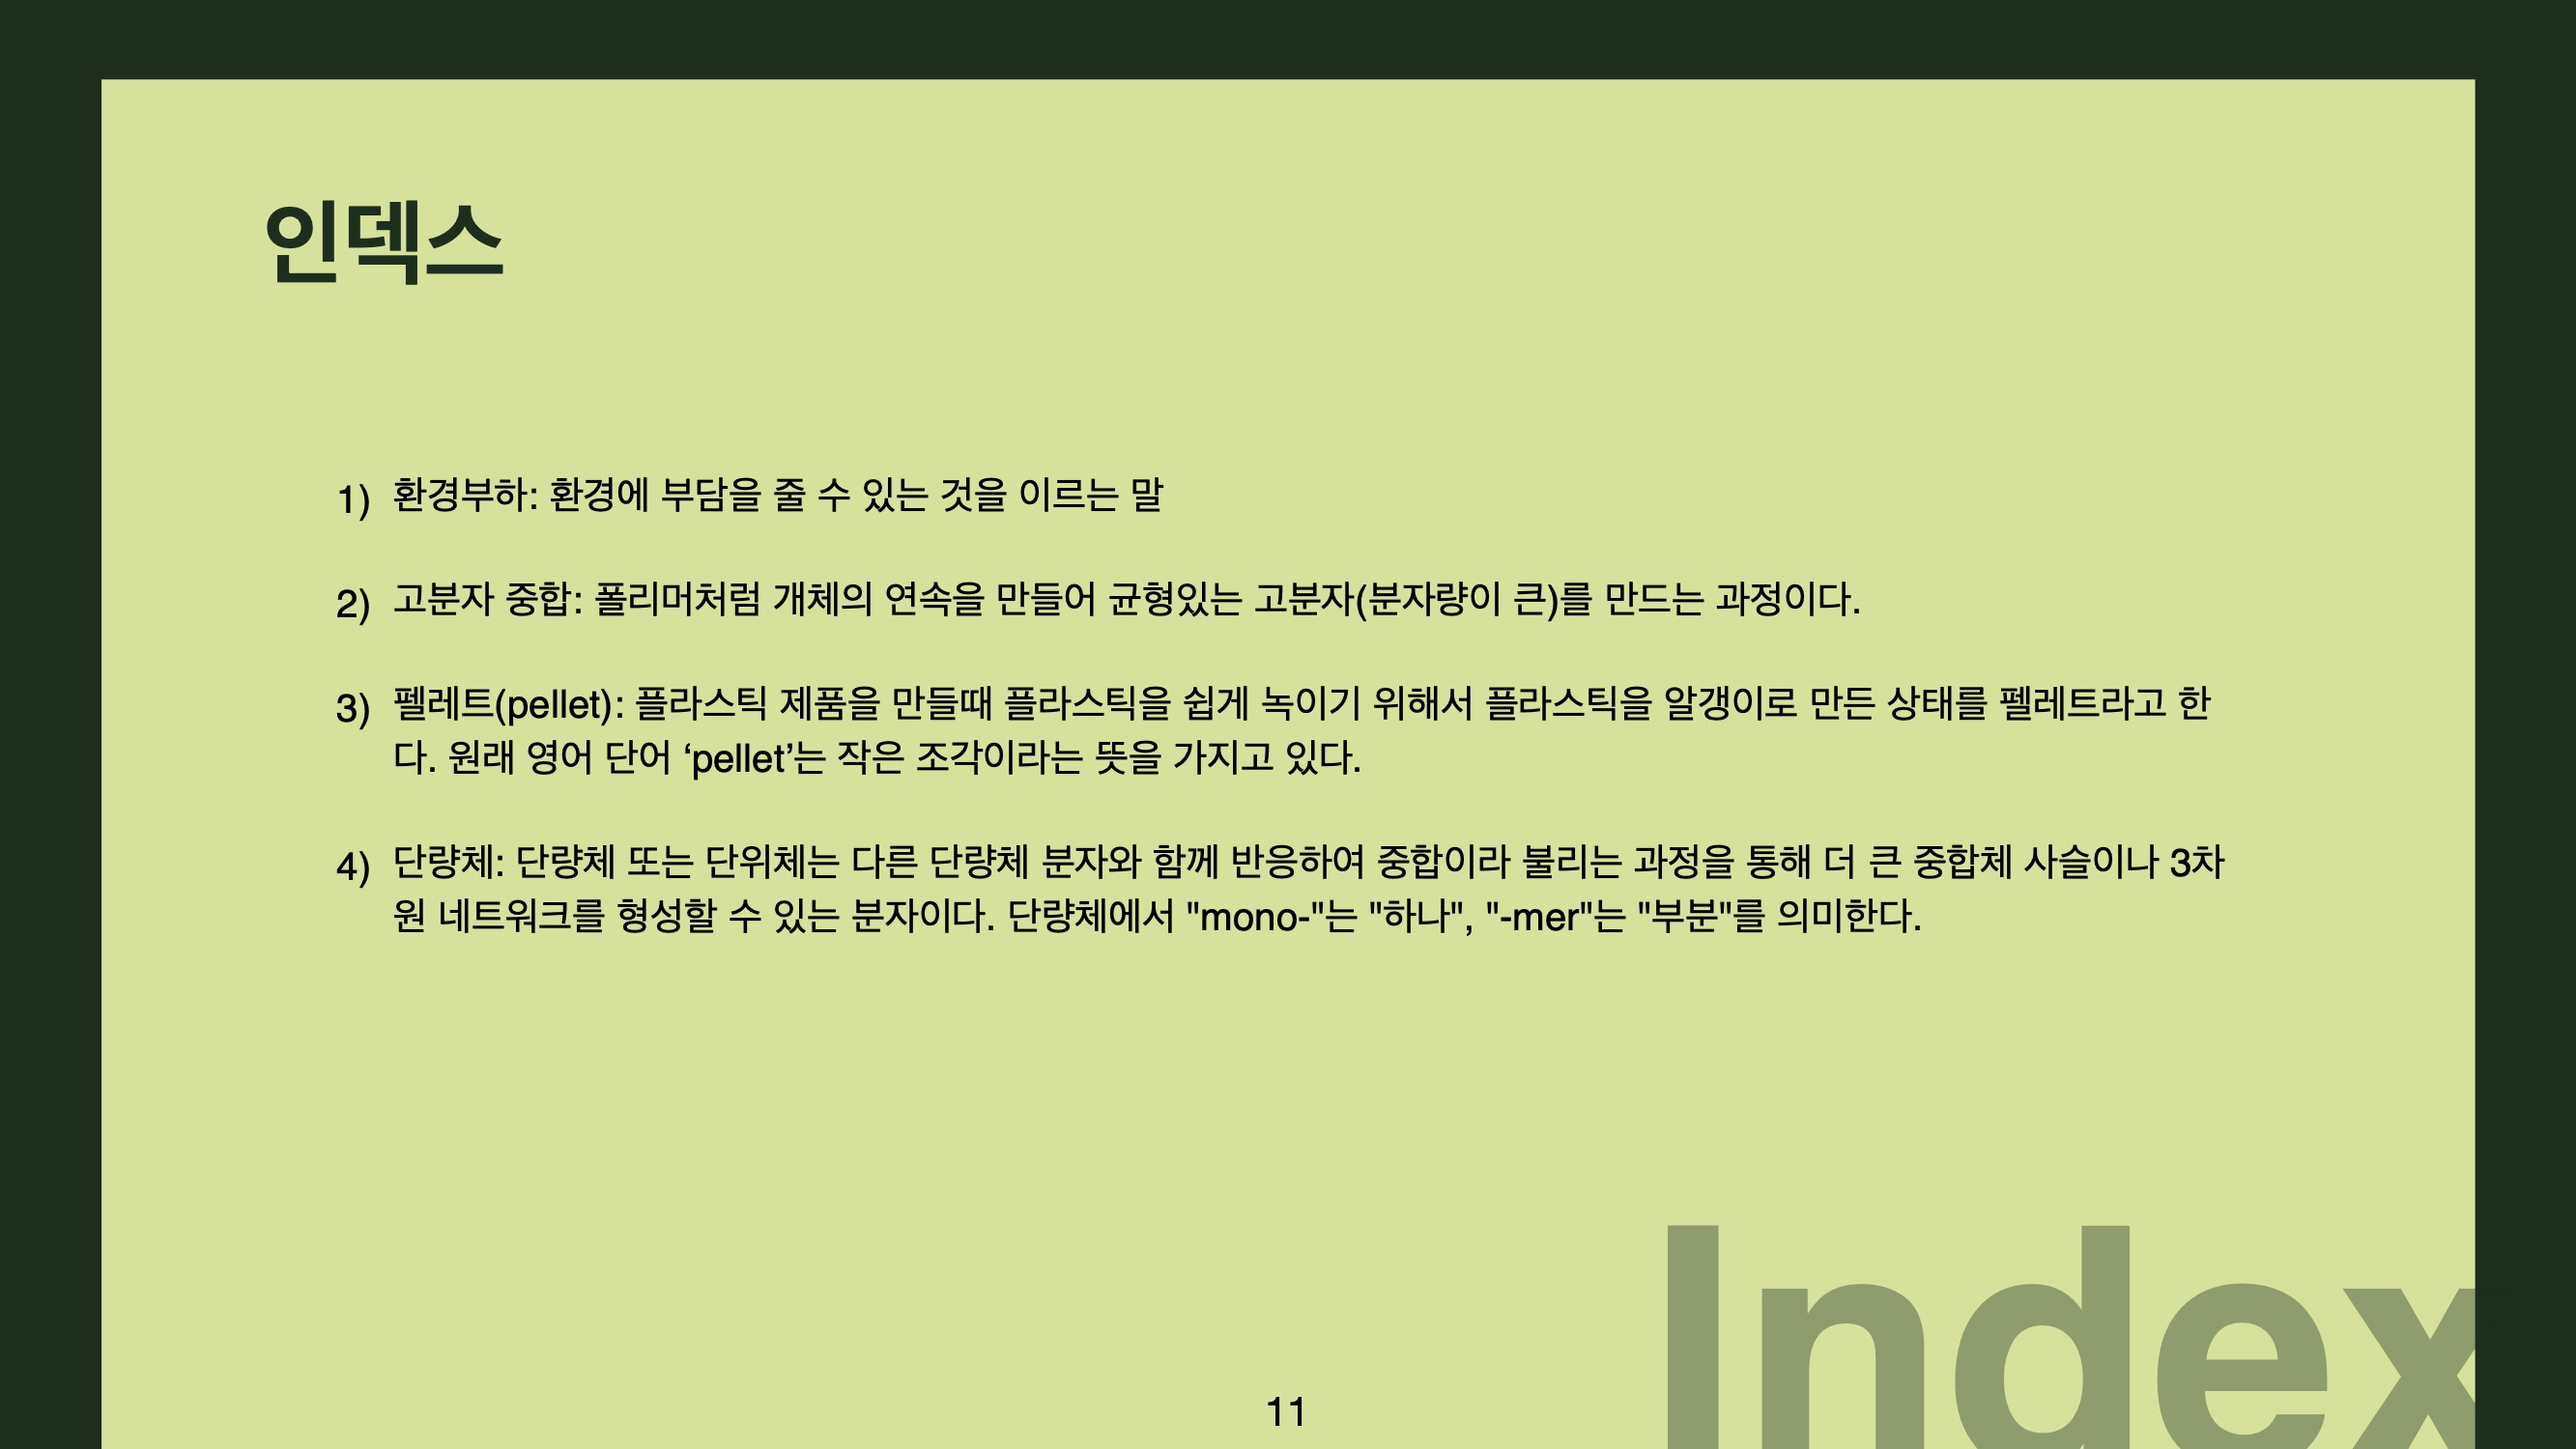 인덱스
1) 환경부하: 환경에 부담을 줄 수 있는 것을 이르는 말
2) 고분자 중합: 폴리머처럼 개체의 연속을 만들어 균형있는 고분자(분자량이 큰)를 만드는 과정이다.
3) 펠레트(pellet): 플라스틱 제품을 만들때 플라스틱을 쉽게 녹이기 위해서 플라스틱을 알갱이로 만든 상태를 펠레트라고 한
다. 원래 영어 단어 ‘pellet’는 작은 조각이라는 뜻을 가지고 있다.
4) 단량체: 단량체 또는 단위체는 다른 단량체 분자와 함께 반응하여 중합이라 불리는 과정을 통해 더 큰 중합체 사슬이나 3차
원 네트워크를 형성할 수 있는 분자이다. 단량체에서 "mono-"는 "하나", "-mer"는 "부분"를 의미한다.
Index
11